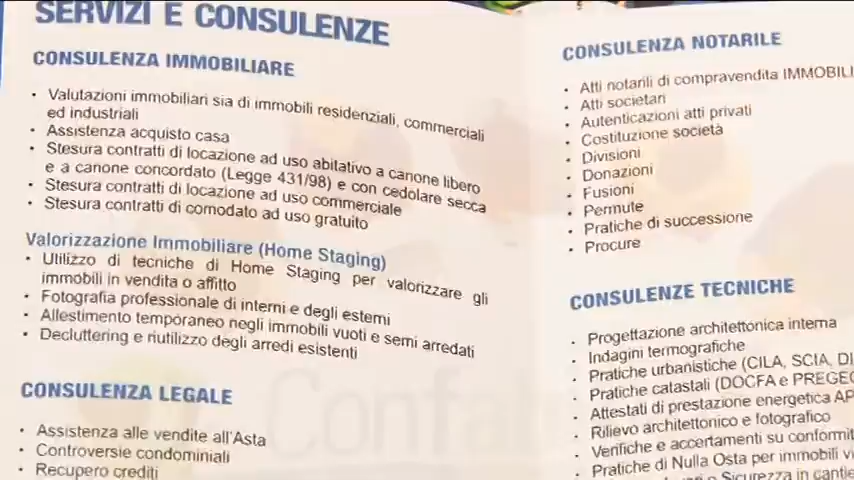 SERVIZI E CONSULENZE
CONSULENZA IMMOBILIARE
• Valutazioni immobiliari sia di immobili residenziali, commerciali
ed industriali
• Assistenza acquisto casa
• Stesura contratti di locazione ad uso abitativo a canone libero
e a canone concordato (Legge 431/98) e con cedolare secca
• Stesura contratti di locazione ad uso commerciale
• Stesura contratti di comodato ad uso gratuito
Valorizzazione Immobiliare (Home Staging)
• Utilizzo di tecniche di Home Staging per valorizzare gli
immobili in vendita o affitto
• Fotografia professionale di interni e degli esterni
• Allestimento temporaneo negli immobili vuoti e semi arredati
• Decluttering e riutilizzo degli arredi esistenti
CONSULENZA LEGALE
• Assistenza alle vendite all'Asta
• Controversie condominiali
• Recupero crediti
CONSULENZA NOTARILE
• Atti notarili di compravendita IMMOBILI
• Atti societari
• Autenticazioni atti privati
• Costituzione società
• Divisioni
• Donazioni
• Fusioni
• Permute
• Pratiche di successione
• Procure
CONSULENZE TECNICHE
• Progettazione architettonica interna
• Indagini termografiche
• Pratiche urbanistiche (CILA, SCIA,
• Pratiche catastali (DOCFA e PREGEO
• Attestati di prestazione energetica
• Rilievo architettonico e fotografico
• Verifiche e accertamenti su
• Pratiche di Nulla Osta per immobili
Sicurezza in
Confa